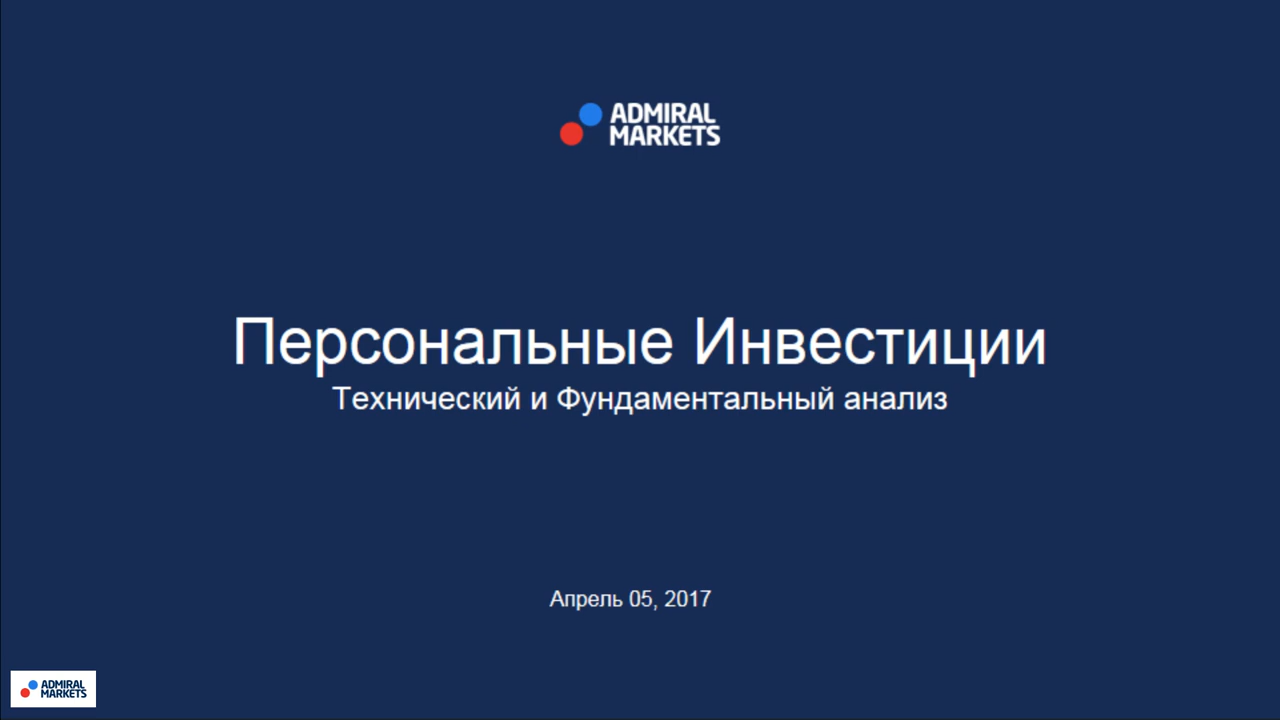 ADMIRAL
MARKETS
Персональные Инвестиции
Технический и Фундаментальный анализ
Апрель 05, 2017
ADMIRAL
MARKETS